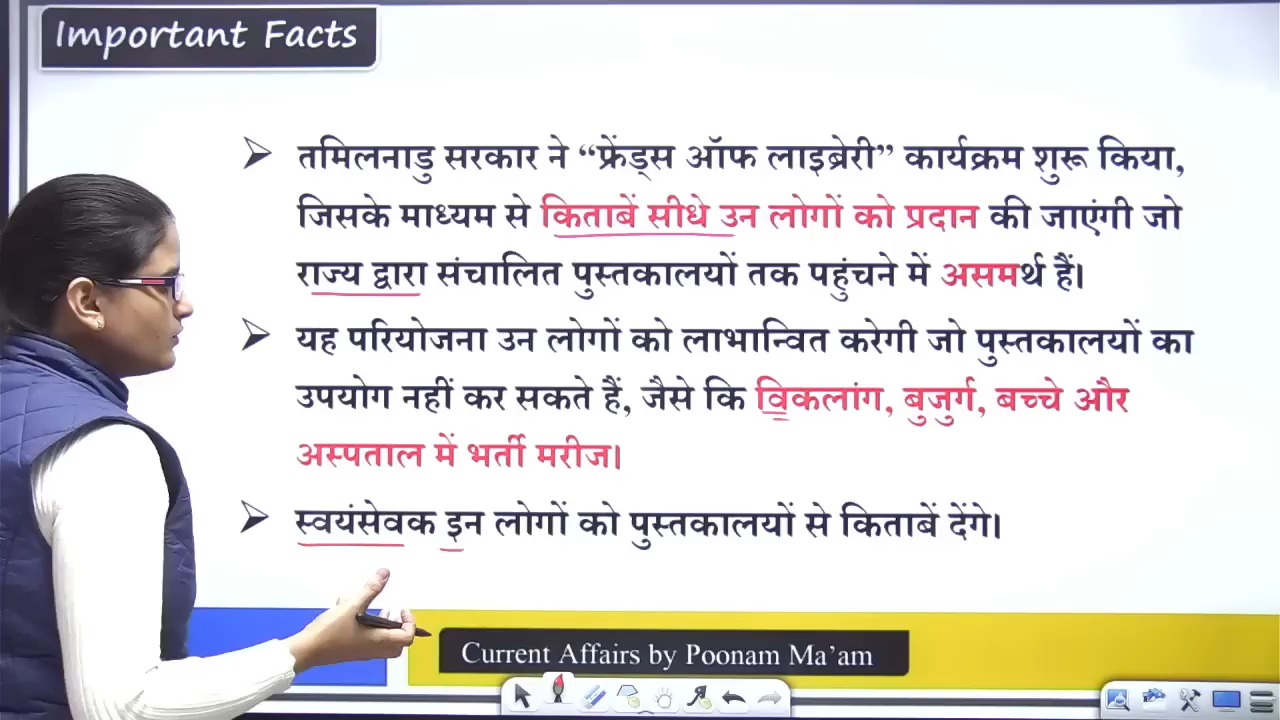 Important Facts
तमिलनाडु सरकार ने “फ्रेंड्स ऑफ लाइब्रेरी” कार्यक्रम शुरू किया,
जिसके माध्यम से किताबें सीधे उन लोगों को प्रदान की जाएंगी जो
राज्य द्वारा संचालित पुस्तकालयों तक पहुंचने में असमर्थ हैं।
यह परियोजना उन लोगों को लाभान्वित करेगी जो पुस्तकालयों का
उपयोग नहीं कर सकते हैं, जैसे कि विकलांग, बुजुर्ग, बच्चे और
अस्पताल में भर्ती मरीज।
स्वयंसेवक इन लोगों को पुस्तकालयों से किताबें देंगे।
Current Affairs by Poonam Ma’am